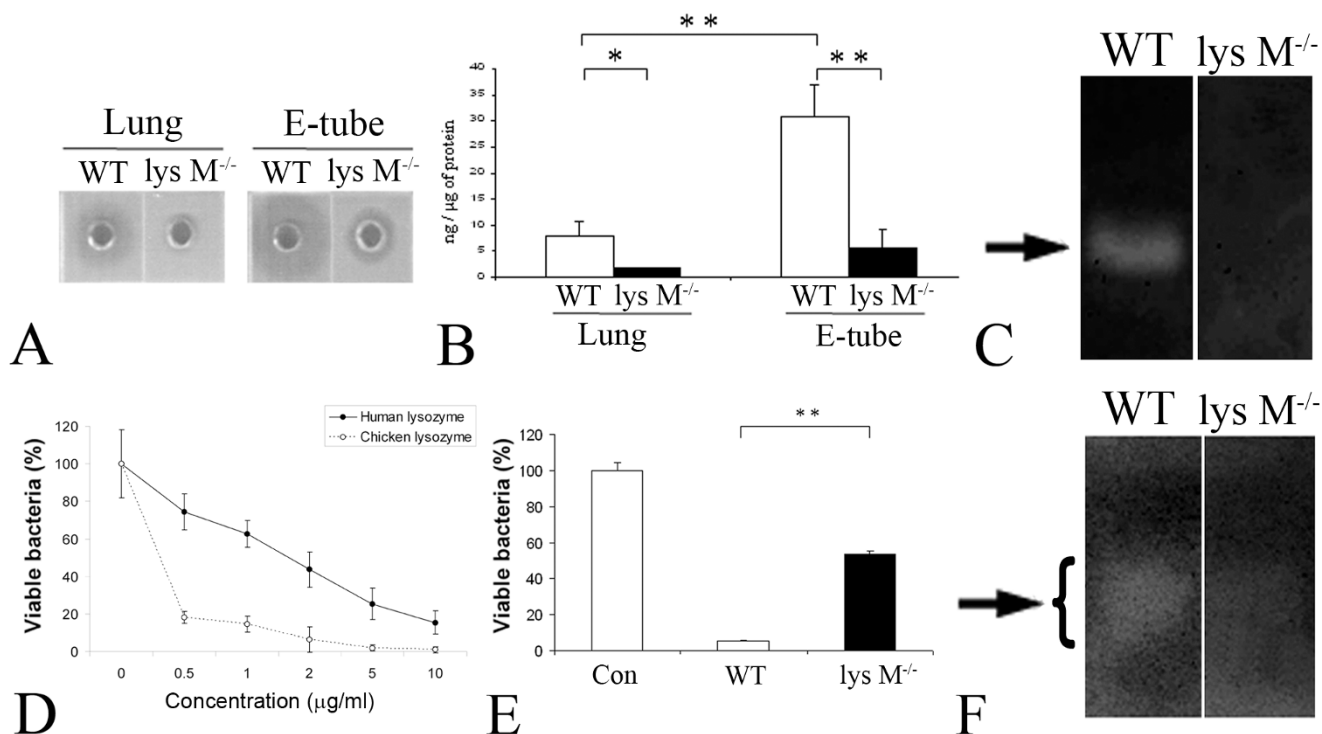 Lung E-tube
WT lys M-/- WT lys M-/-
A
* *
* * *
ng / µg of protein
40
35
30
25
20
15
10
5
0
WT lys M-/- WT lys M-/-
Lung E-tube
B
WT lys M-/-
C
Human lysozyme
Chicken lysozyme
Viable bacteria (%)
120
100
80
60
40
20
0
0 0.5 1 2 5 10
Concentration (µg/ml)
D
* *
Viable bacteria (%)
120
100
80
60
40
20
0
Con WT lys M-/-
E
WT lys M-/-
{
F